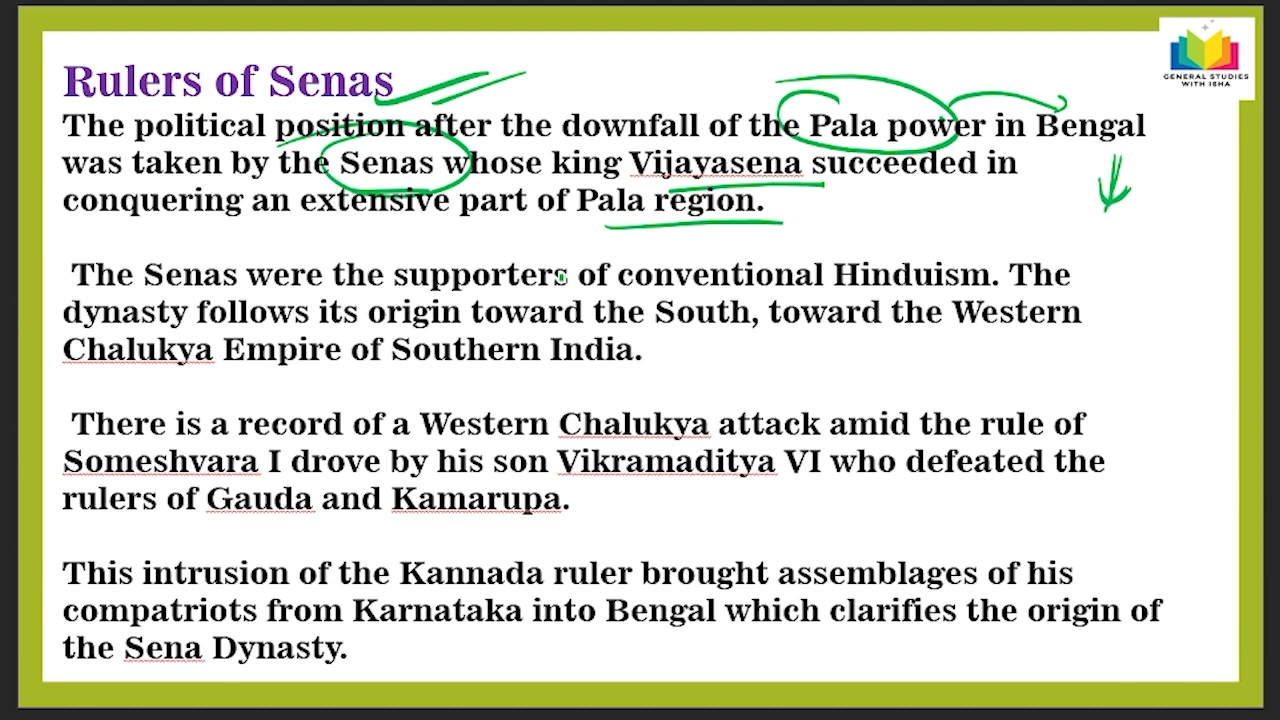 GENERAL STUDIES
WITH ISHA
Rulers of Senas
The political position after the downfall of the Pala power in Bengal
was taken by the Senas whose king Vijayasena succeeded in
conquering an extensive part of Pala region.
The Senas were the supporters of conventional Hinduism. The
dynasty follows its origin toward the South, toward the Western
Chalukya Empire of Southern India.
There is a record of a Western Chalukya attack amid the rule of
Someshvara I drove by his son Vikramaditya VI who defeated the
rulers of Gauda and Kamarupa.
This intrusion of the Kannada ruler brought assemblages of his
compatriots from Karnataka into Bengal which clarifies the origin of
the Sena Dynasty.